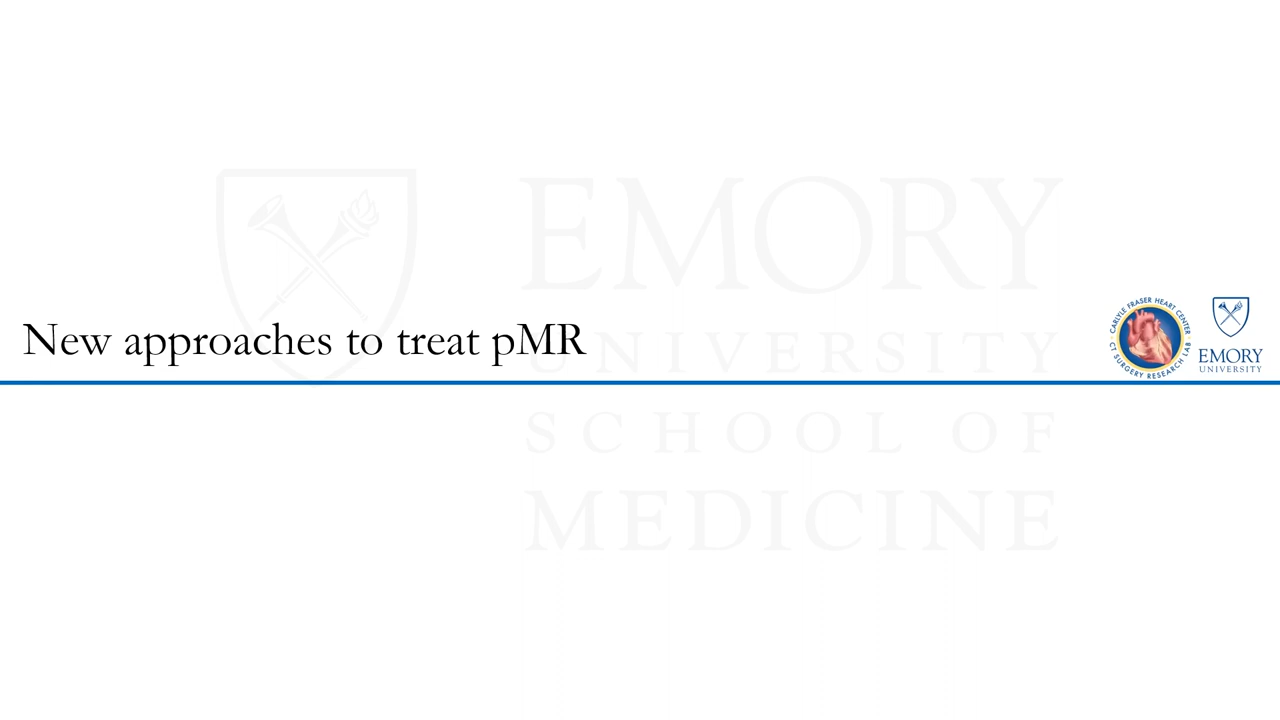 EMORY
UNIVERSITY
SCHOOL OF
MEDICINE
New approaches to treat pMR
CARLYLE FRASER HEART CENTER
CT SURGERY RESEARCH LAB
EMORY
UNIVERSITY